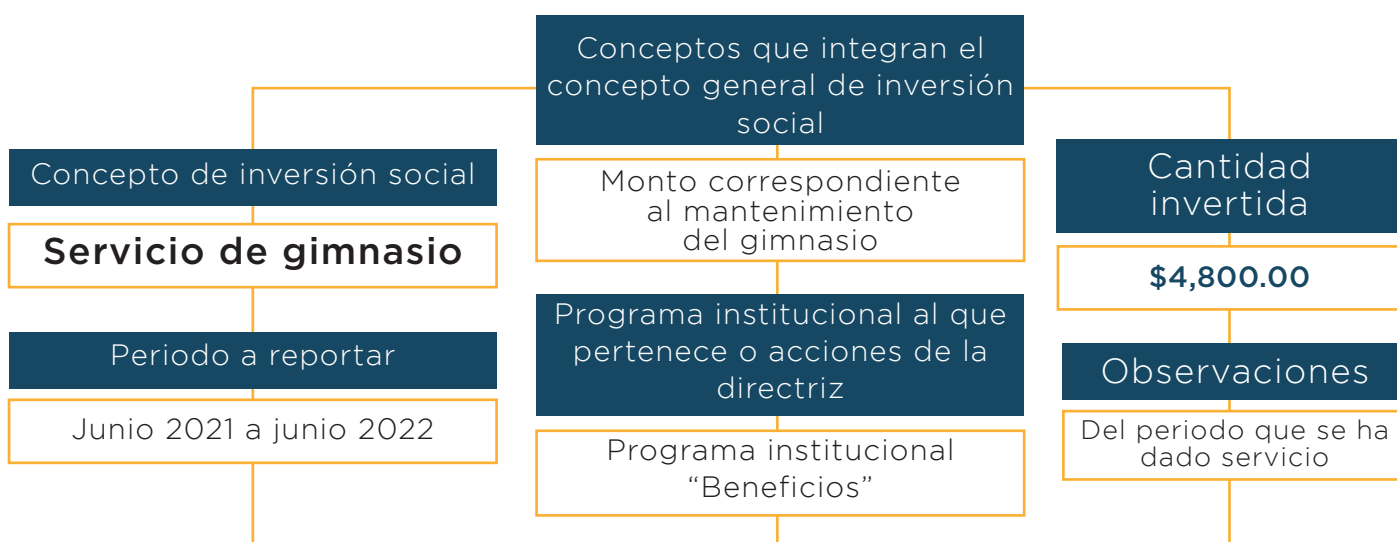 Concepto de inversión social
Servicio de gimnasio
Periodo a reportar
Junio 2021 a junio 2022
Conceptos que integran el
concepto general de inversión
social
Monto correspondiente
al mantenimiento
del gimnasio
Programa institucional al que
pertenece o acciones de la
directriz
Programa institucional
“Beneficios”
Cantidad
invertida
$4,800.00
Observaciones
Del periodo que se ha
dado servicio